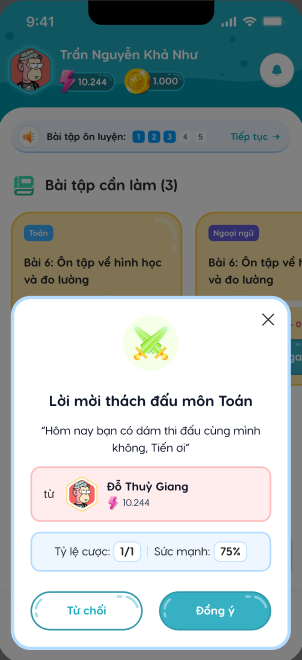 9:41
Trần Nguyễn Khả Như
10.244
1.000
Bài tập ôn luyện: 1 2 3 4 5 Tiếp tục →
Bài tập cần làm (3)
Toán
Bài 6: Ôn tập về hình học
và đo lường
Ngoại ngữ
Bài 6: Ôn tập về h
và đo lường
Lời mời thách đấu môn Toán
“Hôm nay bạn có dám thi đấu cùng mình
không, Tiến ơi”
từ
Đỗ Thuỳ Giang
10.244
Tỷ lệ cược: 1/1 Sức mạnh: 75%
Từ chối
Đồng ý